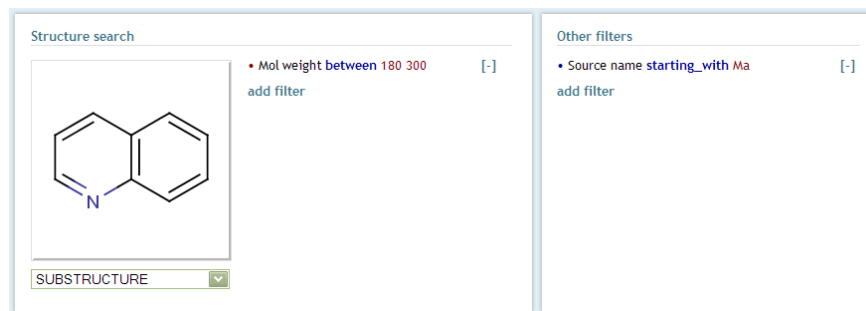 Structure search
• Mol weight between 180 300 [-]
add filter
N
SUBSTRUCTURE
Other filters
• Source name starting_with Ma [-]
add filter